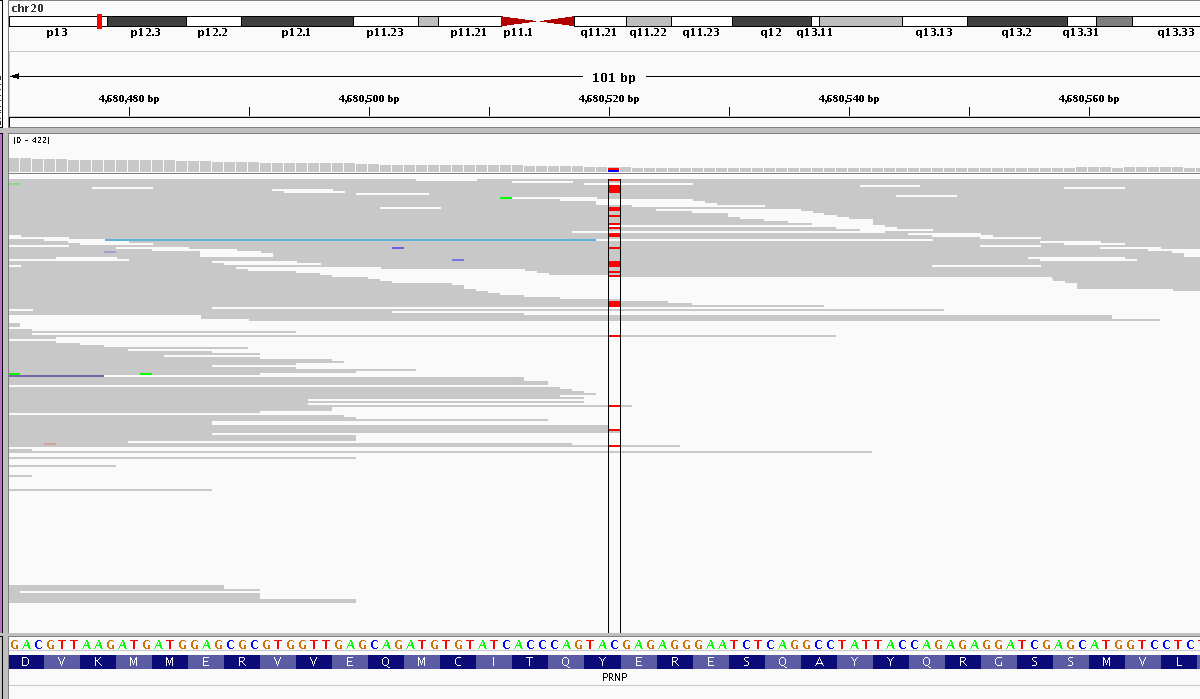 chr20
p13 p12.3 p12.2 p12.1 p11.23 p11.21 p11.1 q11.21 q11.22 q11.23 q12 q13.11 q13.13 q13.2 q13.31 q13.33
101 bp
4,680,480 bp 4,680,500 bp 4,680,520 bp 4,680,540 bp 4,680,560 bp
[0 - 422]
GACGTTAAGATGATGGAGCGCGTGGTTGAGCAGATGTGTATCACCCAGTACGAGAGGGAATCTCAGGCCTATTACCAGAGAGGATCGAGCATGGTCCTCT
D V K M M E R V V E Q M C I T Q Y E R E S Q A Y Y Q R G S S M V L
PRNP